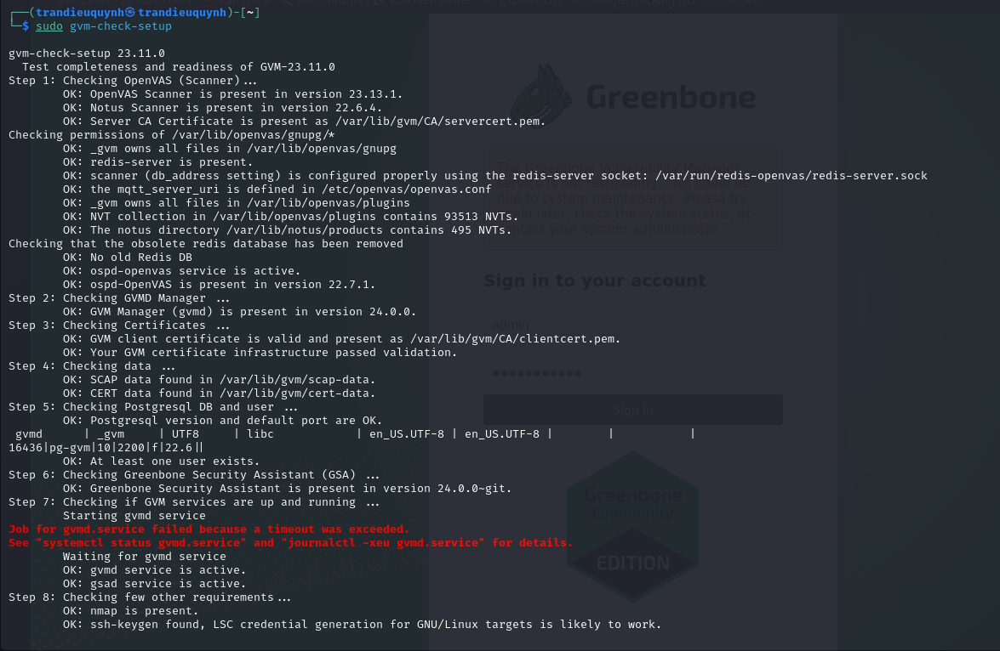 ┌──(trandieuquynh㉿trandieuquynh)-[~]
└─$ sudo gvm-check-setup
gvm-check-setup 23.11.0
  Test completeness and readiness of GVM-23.11.0
Step 1: Checking OpenVAS (Scanner)...
        OK: OpenVAS Scanner is present in version 23.13.1.
        OK: Notus Scanner is present in version 22.6.4.
        OK: Server CA Certificate is present as /var/lib/gvm/CA/servercert.pem.
Checking permissions of /var/lib/openvas/gnupg/*
        OK: _gvm owns all files in /var/lib/openvas/gnupg
        OK: redis-server is present.
        OK: scanner (db_address setting) is configured properly using the redis-server socket: /var/run/redis-openvas/redis-server.sock
        OK: the mqtt_server_uri is defined in /etc/openvas/openvas.conf
        OK: _gvm owns all files in /var/lib/openvas/plugins
        OK: NVT collection in /var/lib/openvas/plugins contains 93513 NVTs.
        OK: The notus directory /var/lib/notus/products contains 495 NVTs.
Checking that the obsolete redis database has been removed
        OK: No old Redis DB
        OK: ospd-openvas service is active.
        OK: ospd-OpenVAS is present in version 22.7.1.
Step 2: Checking GVMD Manager ...
        OK: GVM Manager (gvmd) is present in version 24.0.0.
Step 3: Checking Certificates ...
        OK: GVM client certificate is valid and present as /var/lib/gvm/CA/clientcert.pem.
        OK: Your GVM certificate infrastructure passed validation.
Step 4: Checking data ...
        OK: SCAP data found in /var/lib/gvm/scap-data.
        OK: CERT data found in /var/lib/gvm/cert-data.
Step 5: Checking Postgresql DB and user ...
        OK: Postgresql version and default port are OK.
 gvmd      | _gvm     | UTF8     | libc            | en_US.UTF-8 | en_US.UTF-8 |        |           |
16436|pg-gvm|10|2200|f|22.6||
        OK: At least one user exists.
Step 6: Checking Greenbone Security Assistant (GSA) ...
        OK: Greenbone Security Assistant is present in version 24.0.0~git.
Step 7: Checking if GVM services are up and running ...
        Starting gvmd service
Job for gvmd.service failed because a timeout was exceeded.
See "systemctl status gvmd.service" and "journalctl -xeu gvmd.service" for details.
        Waiting for gvmd service
        OK: gvmd service is active.
        OK: gsad service is active.
Step 8: Checking few other requirements...
        OK: nmap is present.
        OK: ssh-keygen found, LSC credential generation for GNU/Linux targets is likely to work.
Greenbone
due to system maintenance. Please try
later, check the system status, or
your system administrator.
Sign in to your account
admin
Sign In
Greenbone
Community
EDITION